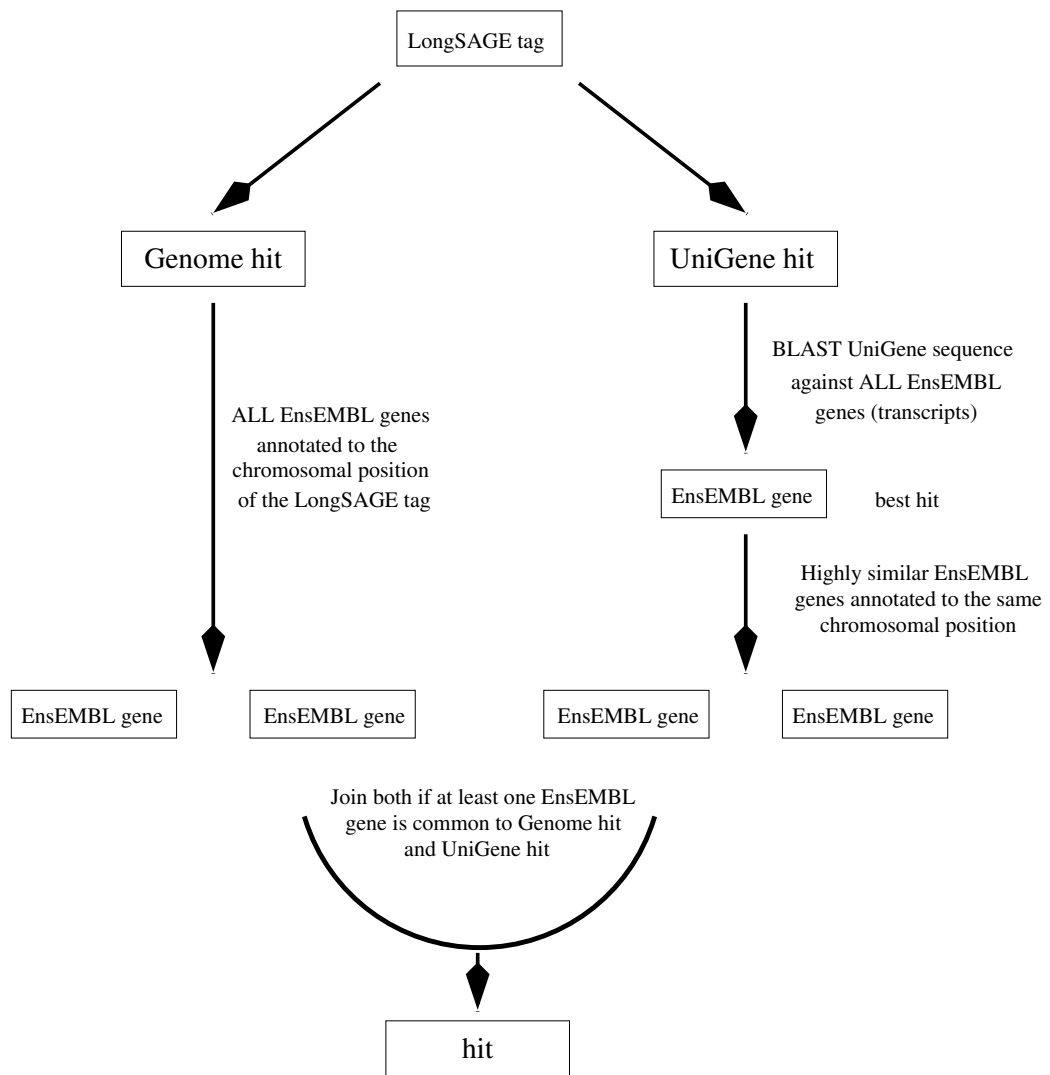 LongSAGE tag
Genome hit
UniGene hit
BLAST UniGene sequence
against ALL EnsEMBL
genes (transcripts)
ALL EnsEMBL genes
annotated to the
chromosomal position
of the LongSAGE tag
EnsEMBL gene
best hit
Highly similar EnsEMBL
genes annotated to the same
chromosomal position
EnsEMBL gene
EnsEMBL gene
EnsEMBL gene
EnsEMBL gene
Join both if at least one EnsEMBL
gene is common to Genome hit
and UniGene hit
hit